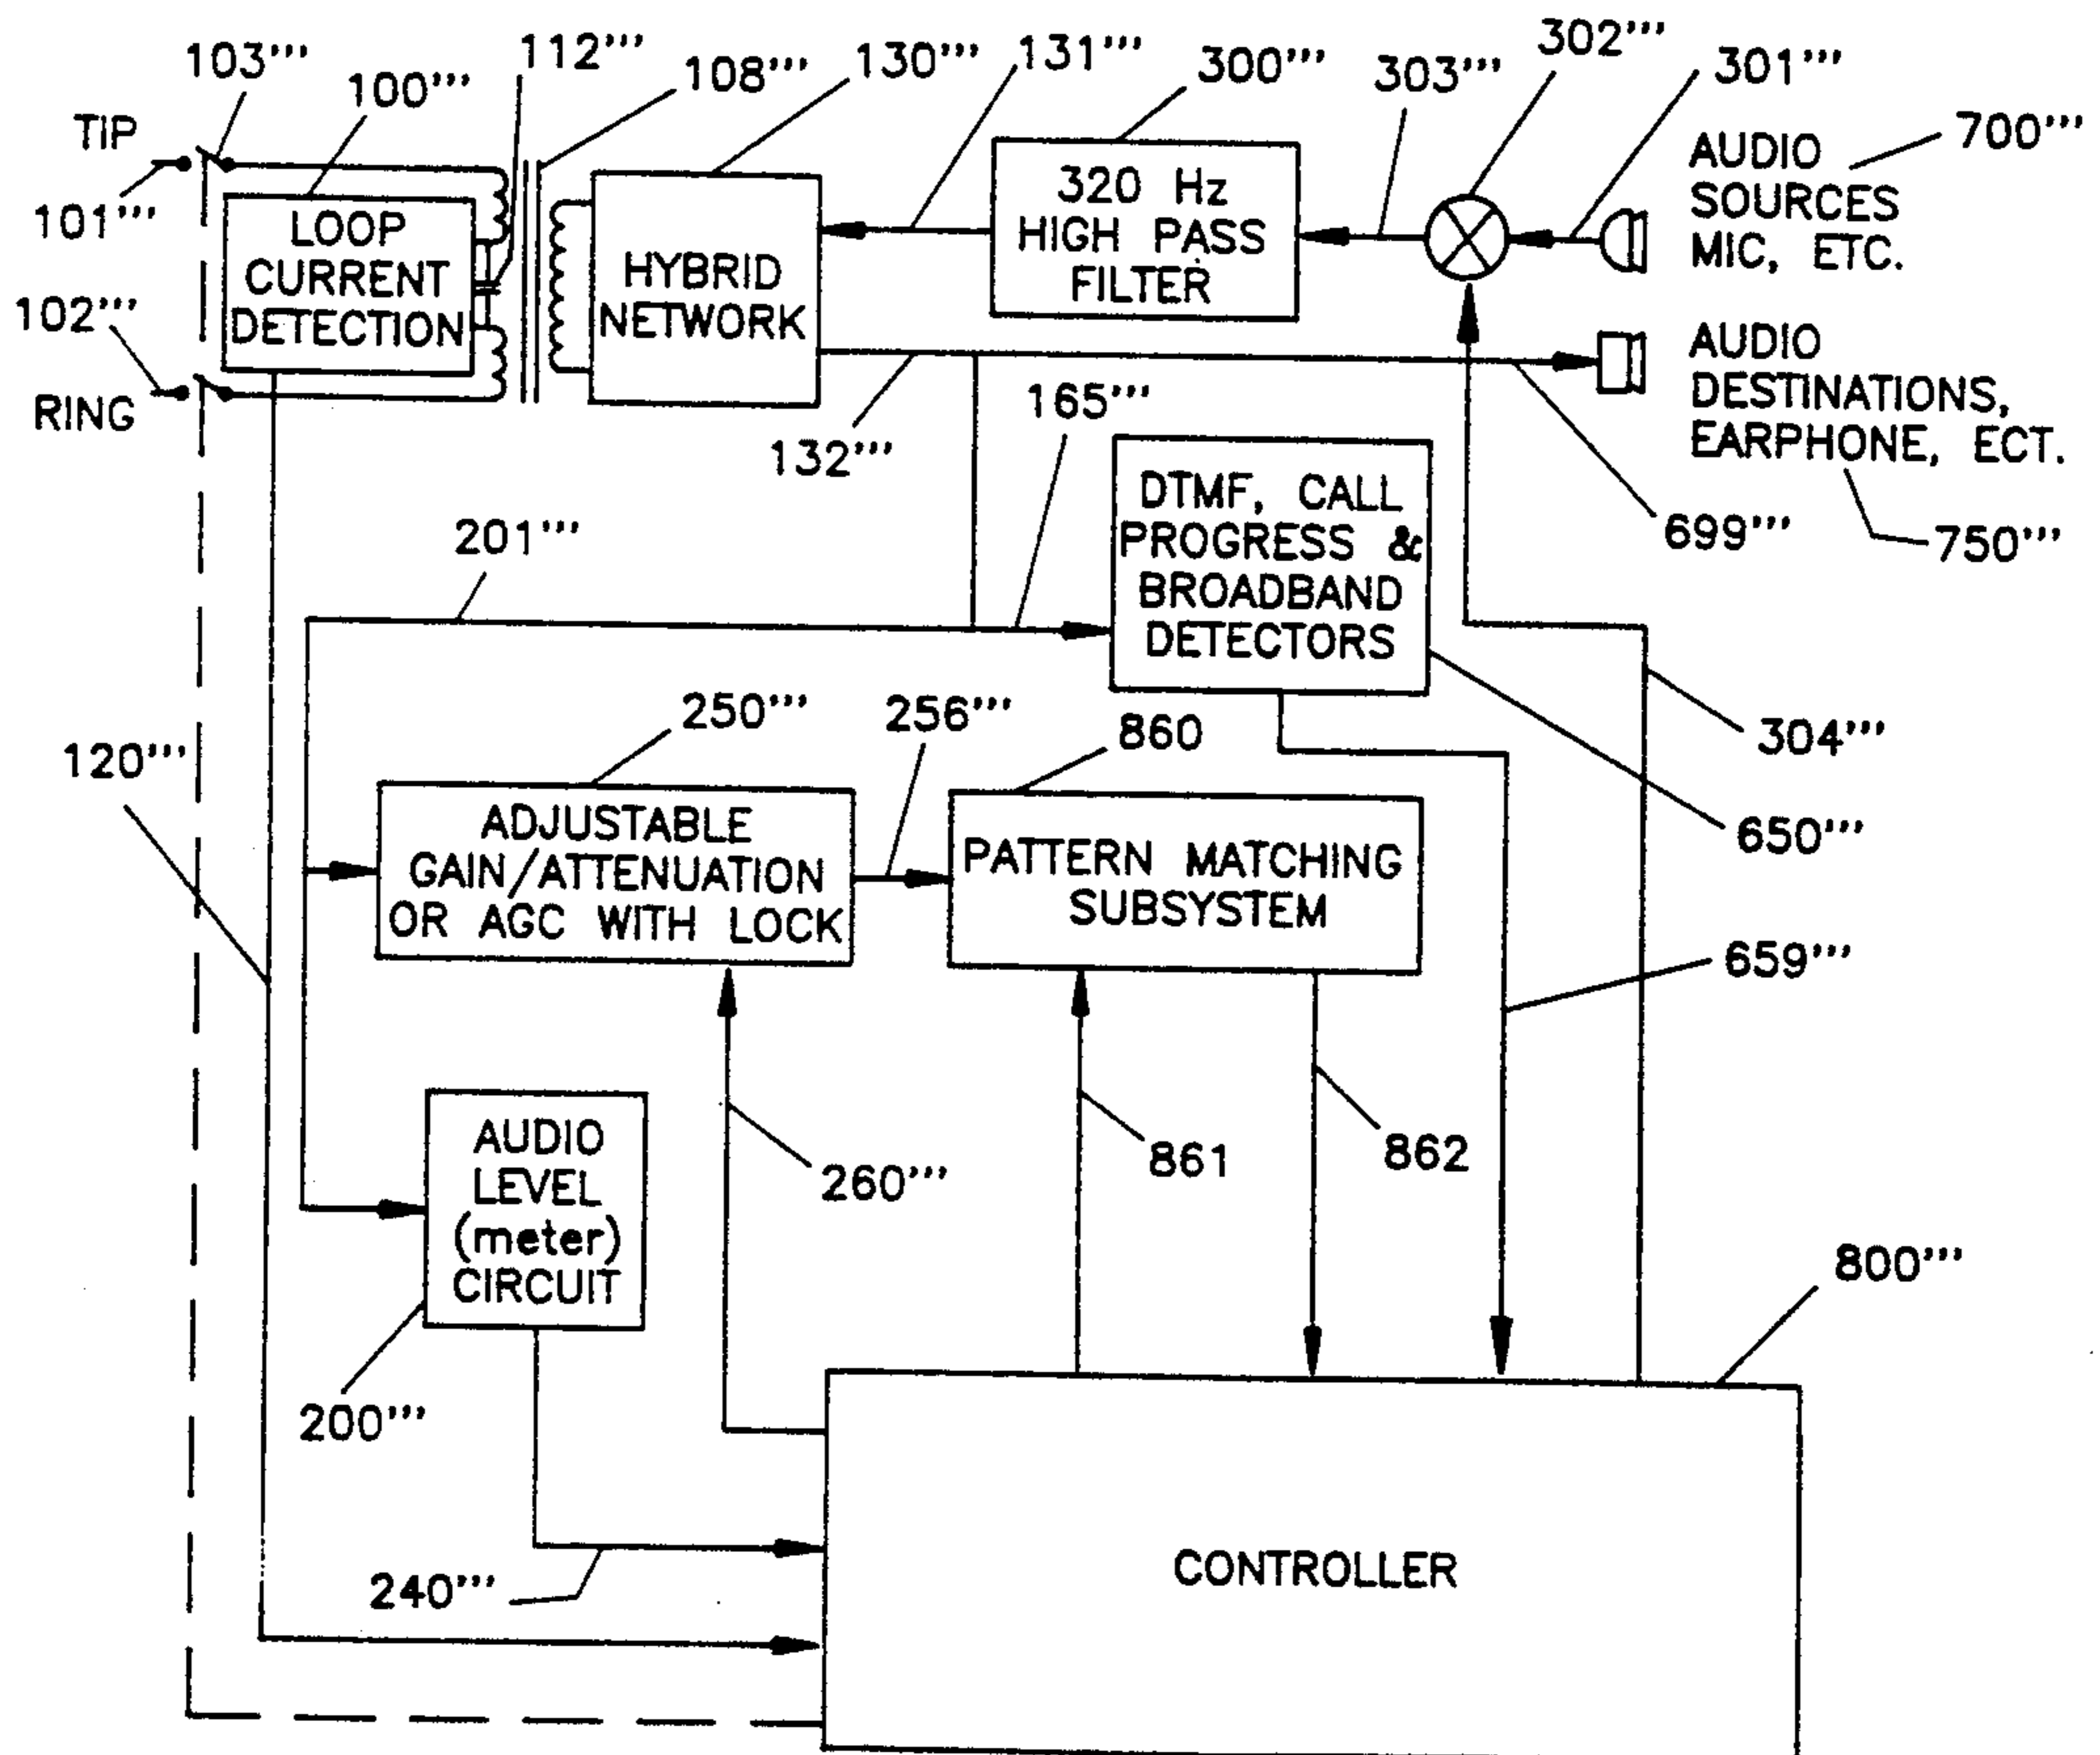 103'''
100'''
112'''
108'''
130'''
131'''
300'''
303'''
302'''
301'''
TIP
101'''
102'''
RING
LOOP
CURRENT
DETECTION
HYBRID
NETWORK
320 Hz
HIGH PASS
FILTER
AUDIO
SOURCES
MIC, ETC.
700'''
AUDIO
DESTINATIONS,
EARPHONE, ECT.
750'''
699'''
132'''
165'''
201'''
DTMF, CALL
PROGRESS &
BROADBAND
DETECTORS
120'''
250'''
256'''
860
304'''
650'''
ADJUSTABLE
GAIN/ATTENUATION
OR AGC WITH LOCK
PATTERN MATCHING
SUBSYSTEM
659'''
AUDIO
LEVEL
(meter)
CIRCUIT
260'''
861
862
200'''
800'''
240'''
CONTROLLER